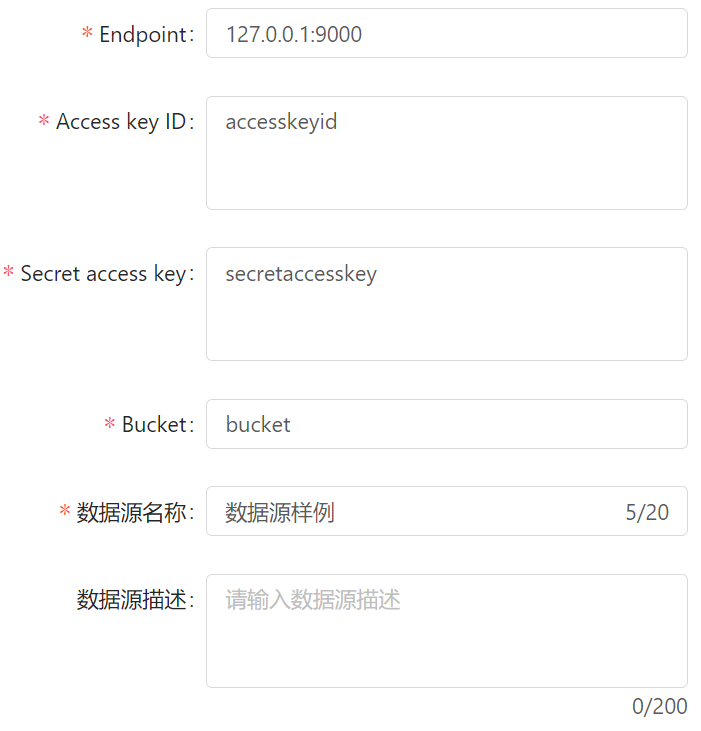 * Endpoint: 127.0.0.1:9000
* Access key ID: accesskeyid
* Secret access key: secretaccesskey
* Bucket: bucket
* 数据源名称: 数据源样例 5/20
数据源描述: 请输入数据源描述
0/200